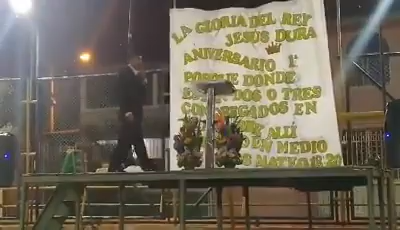 LA GLORIA DEL REY
JESUS DURA
ANIVERSARIO 1°
PORQUE DONDE
DOS O TRES
CONGREGADOS EN
ALLI
EN MEDIO
MATEO 18:20